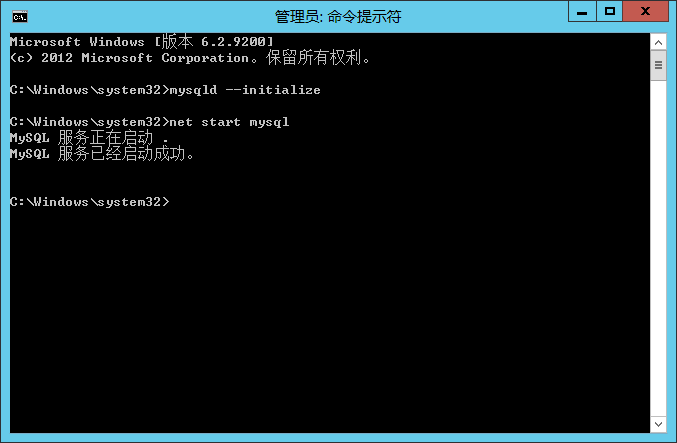 管理员: 命令提示符
Microsoft Windows [版本 6.2.9200]
(c) 2012 Microsoft Corporation。保留所有权利。
C:\Windows\system32>mysqld --initialize
C:\Windows\system32>net start mysql
MySQL 服务正在启动 .
MySQL 服务已经启动成功。
C:\Windows\system32>